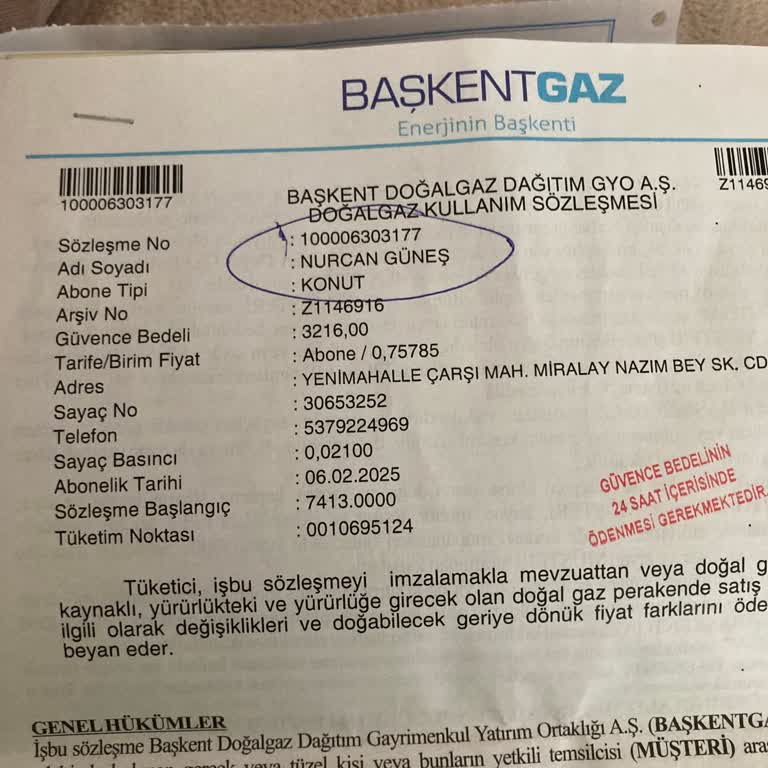 BAŞKENTGAZ
Enerjinin Başkenti
100006303177
Z11469
BAŞKENT DOĞALGAZ DAĞITIM GYO A.Ş.
DOĞALGAZ KULLANIM SÖZLEŞMESİ
Sözleşme No : 100006303177
Adı Soyadı : NURCAN GÜNEŞ
Abone Tipi : KONUT
Arşiv No : Z1146916
Güvence Bedeli : 3216,00
Tarife/Birim Fiyat : Abone / 0,75785
Adres : YENİMAHALLE ÇARŞI MAH. MİRALAY NAZIM BEY SK. CD
Sayaç No : 30653252
Telefon : 5379224969
Sayaç Basıncı : 0,02100
Abonelik Tarihi : 06.02.2025
Sözleşme Başlangıç : 7413.0000
Tüketim Noktası : 0010695124
GÜVENCE BEDELİNİN
24 SAAT İÇERİSİNDE
ÖDENMESİ GEREKMEKTEDİR.
Tüketici, işbu sözleşmeyi imzalamakla mevzuattan veya doğal g
kaynaklı, yürürlükteki ve yürürlüğe girecek olan doğal gaz perakende satış
ilgili olarak değişiklikleri ve doğabilecek geriye dönük fiyat farklarını öde
beyan eder.
GENEL HÜKÜMLER
İşbu sözleşme Başkent Doğalgaz Dağıtım Gayrimenkul Yatırım Ortaklığı A.Ş. (BAŞKENTGA
gerçek veya tüzel kişi veya bunların yetkili temsilcisi (MÜŞTERİ) aras